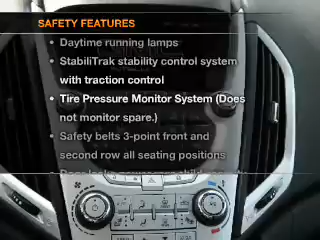 SAFETY FEATURES
• Daytime running lamps
• StabiliTrak stability control system
with traction control
• Tire Pressure Monitor System (Does
not monitor spare.)
• Safety belts 3-point front and
second row all seating positions